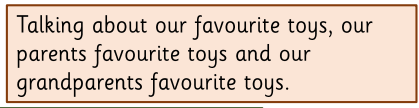 Talking about our favourite toys, our
parents favourite toys and our
grandparents favourite toys.